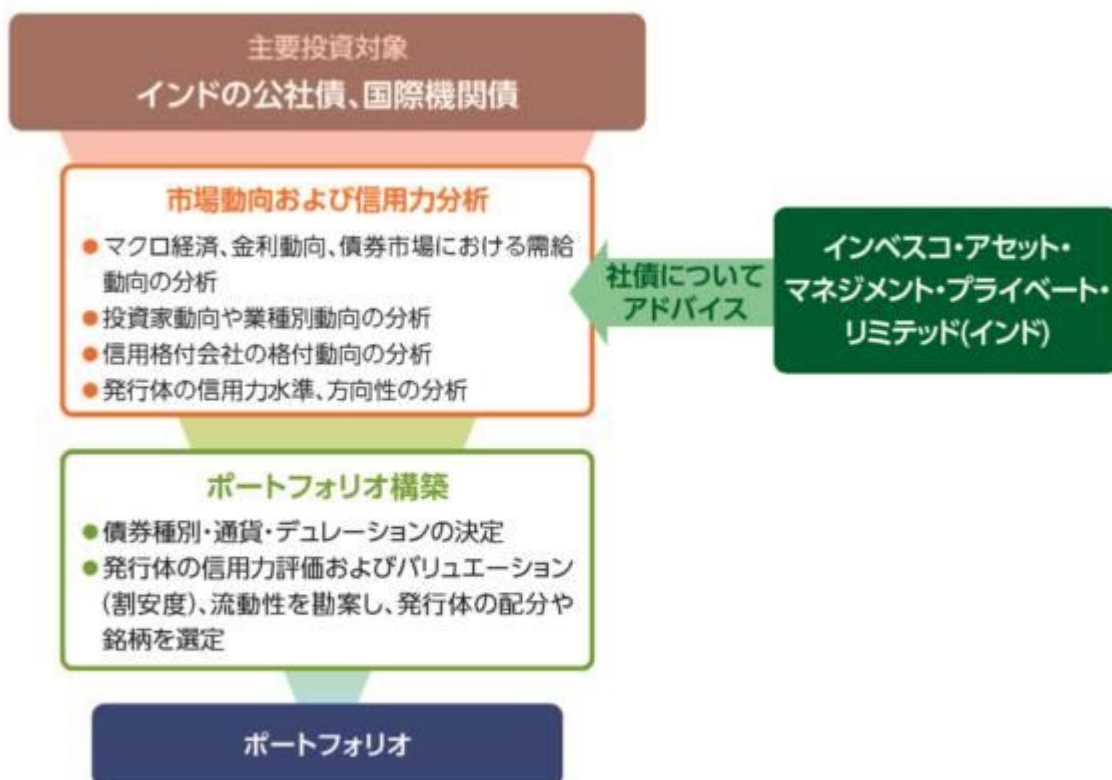 主要投資対象
インドの公社債、国際機関債
市場動向および信用力分析
●マクロ経済、金利動向、債券市場における需給
動向の分析
●投資家動向や業種別動向の分析
●信用格付会社の格付動向の分析
●発行体の信用力水準、方向性の分析
社債について
アドバイス
インベスコ・アセット・
マネジメント・プライベート・
リミテッド(インド)
ポートフォリオ構築
●債券種別・通貨・デュレーションの決定
●発行体の信用力評価およびバリュエーション
(割安度)、流動性を勘案し、発行体の配分や
銘柄を選定
ポートフォリオ